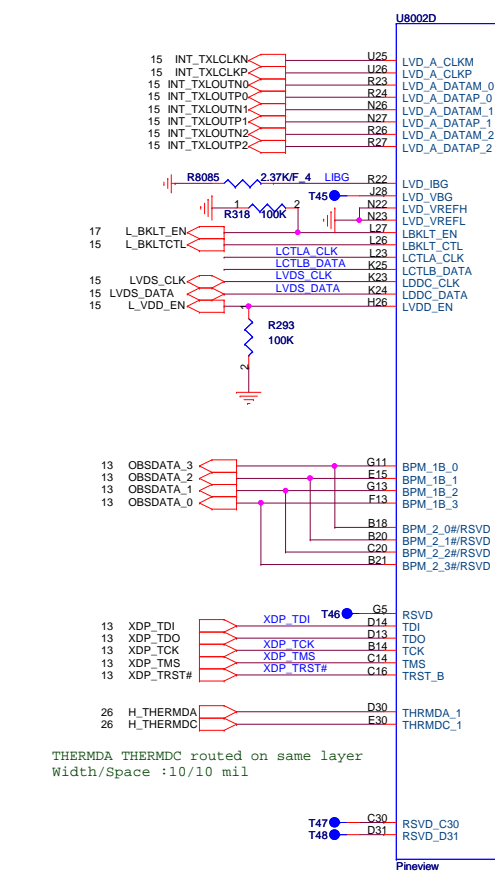 U8002D
15 INT_TXLCLKN U25 LVD_A_CLKM
15 INT_TXLCLKP U26 LVD_A_CLKP
15 INT_TXLOUTN0 R23 LVD_A_DATAM_0
15 INT_TXLOUTP0 R24 LVD_A_DATAP_0
15 INT_TXLOUTN1 N26 LVD_A_DATAM_1
15 INT_TXLOUTP1 N27 LVD_A_DATAP_1
15 INT_TXLOUTN2 R26 LVD_A_DATAM_2
15 INT_TXLOUTP2 R27 LVD_A_DATAP_2
R8085 2.37K/F_4 LIBG R22 LVD_IBG
T45 J28 LVD_VBG
1 2 N22 LVD_VREFH
R318 100K N23 LVD_VREFL
17 L_BKLT_EN L27 LBKLT_EN
15 L_BKLTCTL L26 LBKLT_CTL
LCTLA_CLK L23 LCTLA_CLK
LCTLB_DATA K25 LCTLB_DATA
15 LVDS_CLK LVDS_CLK K23 LDDC_CLK
15 LVDS_DATA LVDS_DATA K24 LDDC_DATA
15 L_VDD_EN H26 LVDD_EN
1
R293
100K
2
13 OBSDATA_3 G11 BPM_1B_0
13 OBSDATA_2 E15 BPM_1B_1
13 OBSDATA_1 G13 BPM_1B_2
13 OBSDATA_0 F13 BPM_1B_3
B18 BPM_2_0#/RSVD
B20 BPM_2_1#/RSVD
C20 BPM_2_2#/RSVD
B21 BPM_2_3#/RSVD
T46 G5 RSVD
13 XDP_TDI XDP_TDI D14 TDI
13 XDP_TDO D13 TDO
13 XDP_TCK XDP_TCK B14 TCK
13 XDP_TMS XDP_TMS C14 TMS
13 XDP_TRST# XDP_TRST# C16 TRST_B
26 H_THERMDA D30 THRMDA_1
26 H_THERMDC E30 THRMDC_1
THERMDA THERMDC routed on same layer
Width/Space :10/10 mil
T47 C30 RSVD_C30
T48 D31 RSVD_D31
Pineview